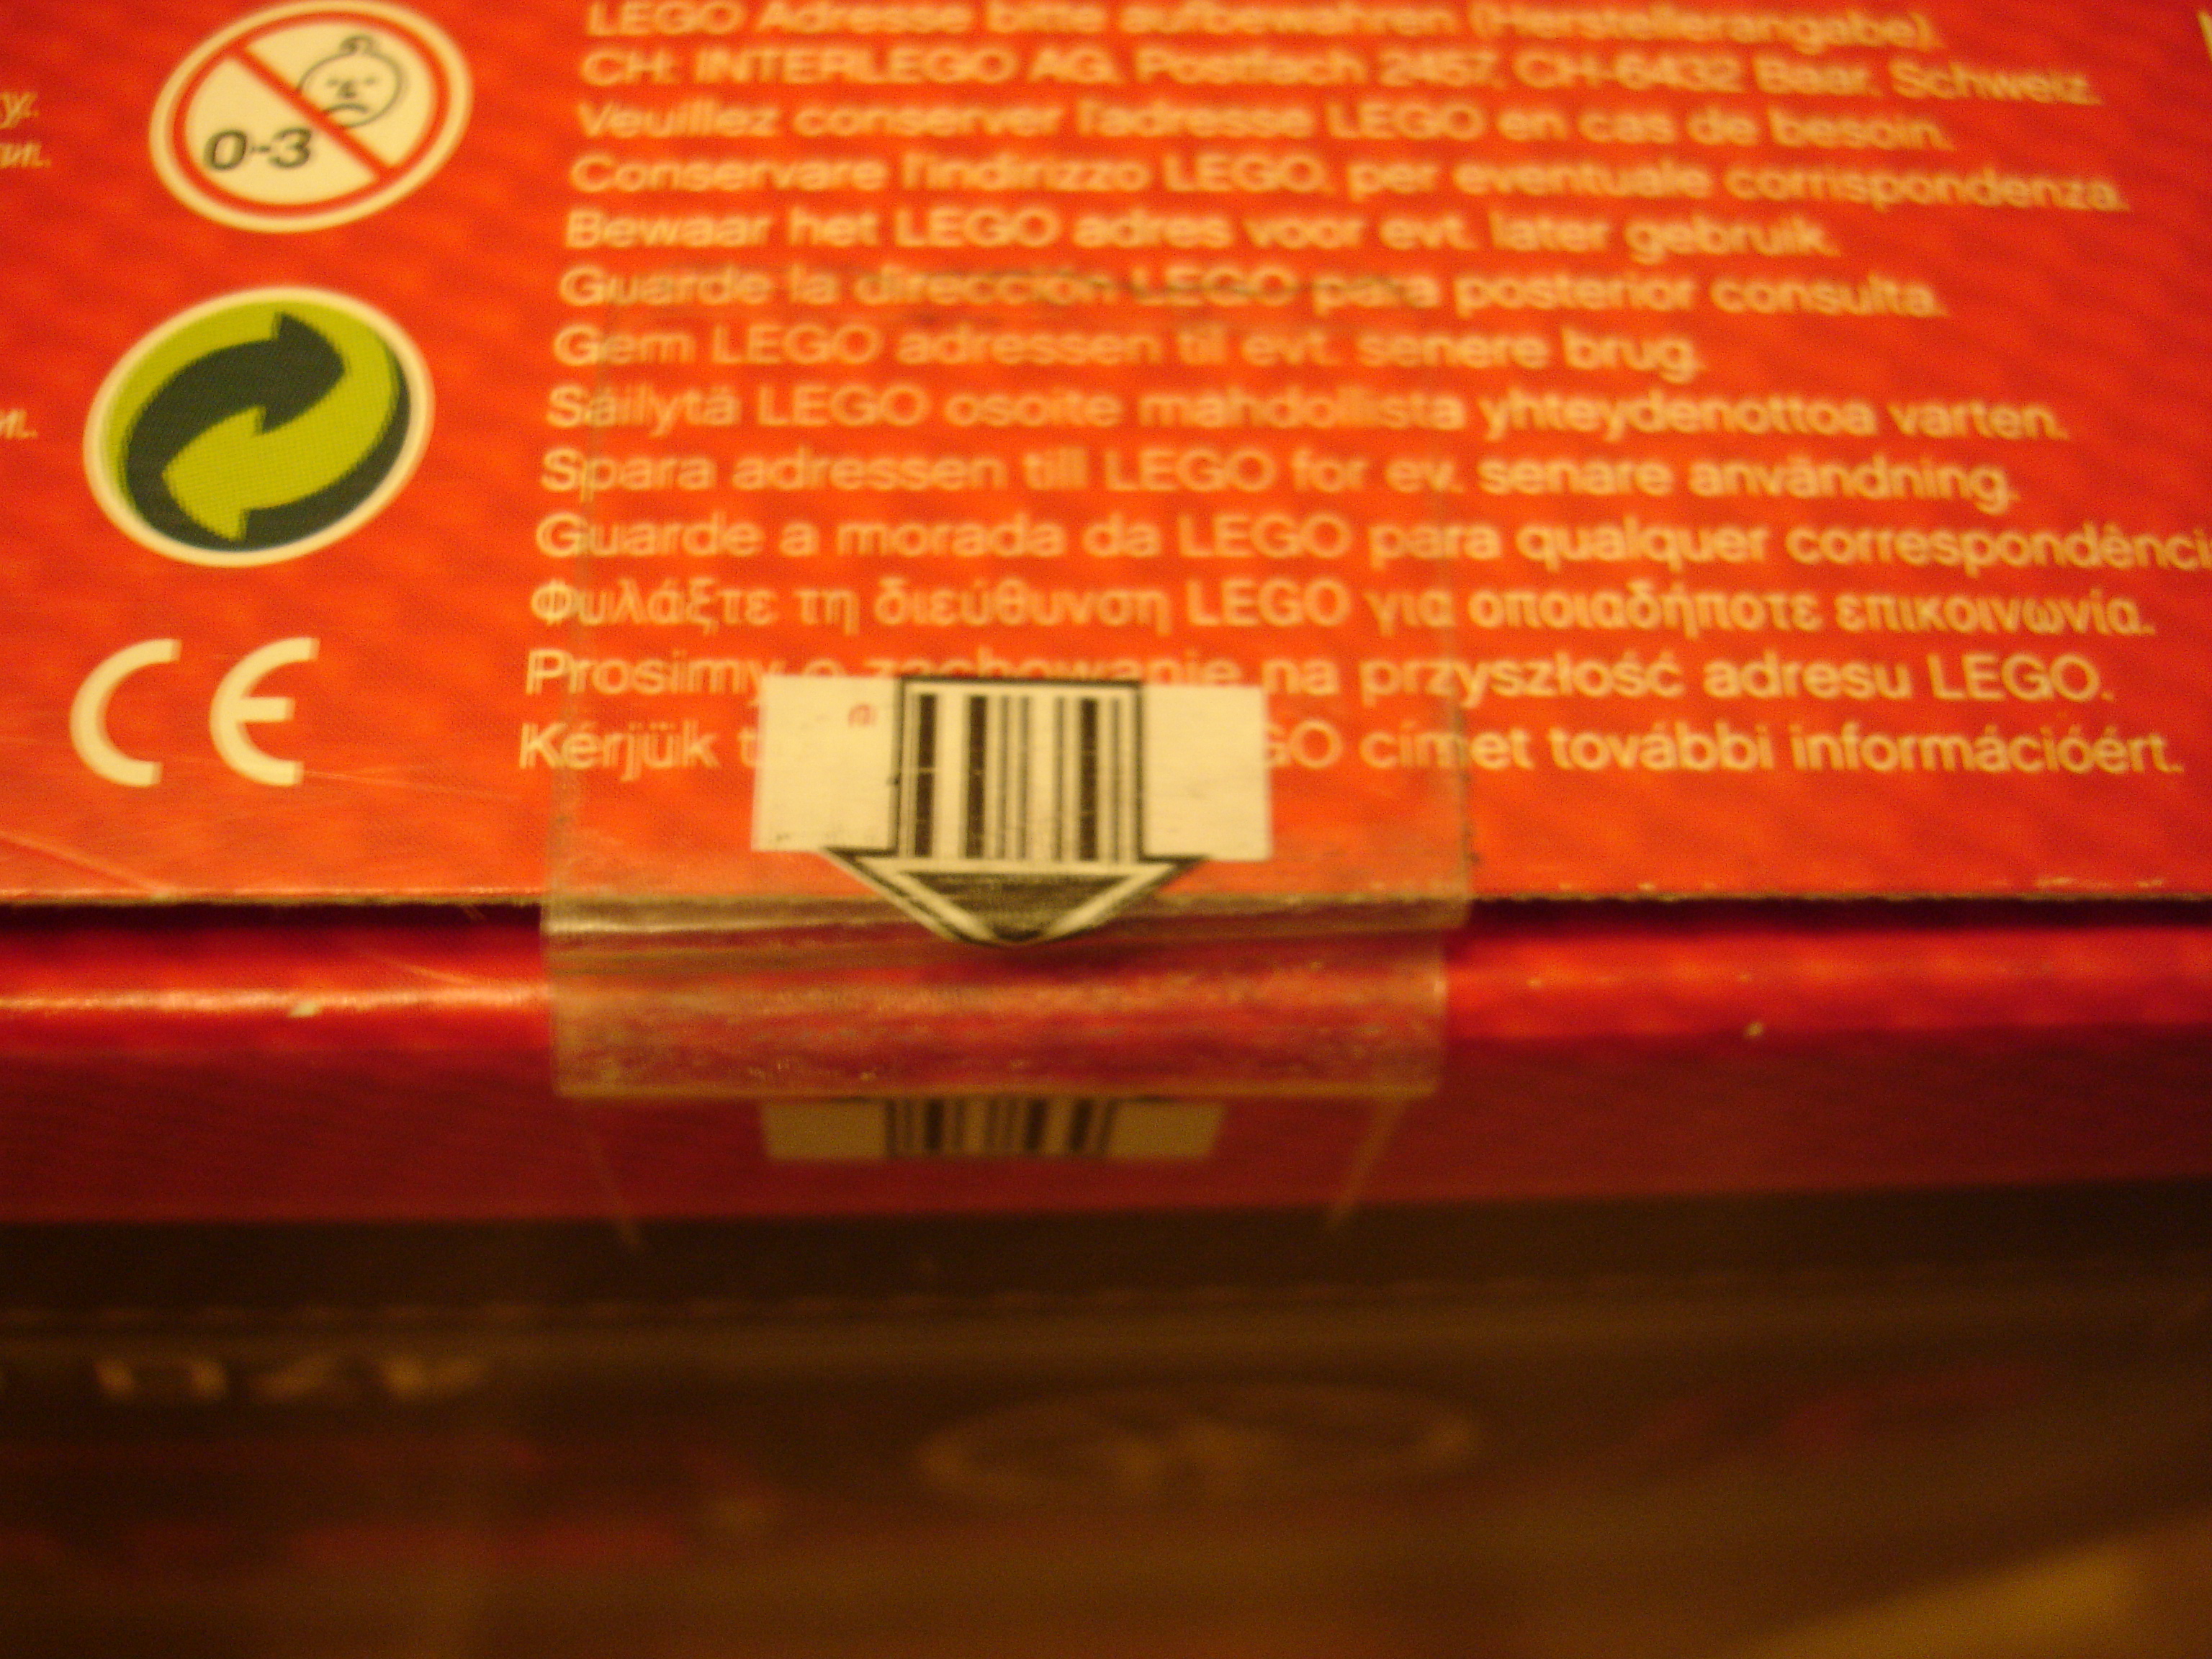 LEGO Adresse bitte aufbewahren (Herstellerangabe).
CH: INTERLEGO AG, Postfach 2457, CH-6432 Baar, Schweiz.
Veuillez conserver l'adresse LEGO en cas de besoin.
Conservare l'indirizzo LEGO, per eventuale corrispondenza.
Bewaar het LEGO adres voor evt. later gebruik.
Guarde la dirección LEGO para posterior consulta.
Gem LEGO adressen til evt. senere brug.
Säilytä LEGO osoite mahdollista yhteydenottoa varten.
Spara adressen till LEGO for ev. senare användning.
Guarde a morada da LEGO para qualquer correspondênci
Φυλάξτε τη διεύθυνση LEGO για οποιαδήποτε επικοινωνία.
Prosimy o zachowanie na przyszłość adresu LEGO.
Kérjük t GO címet további információért.
0-3
CE